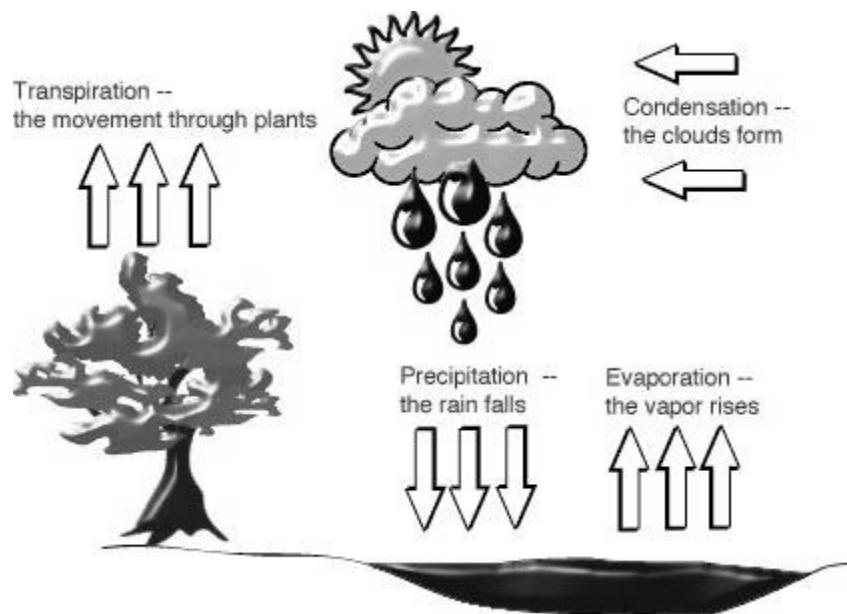 Transpiration --
the movement through plants
Condensation --
the clouds form
Precipitation --
the rain falls
Evaporation --
the vapor rises